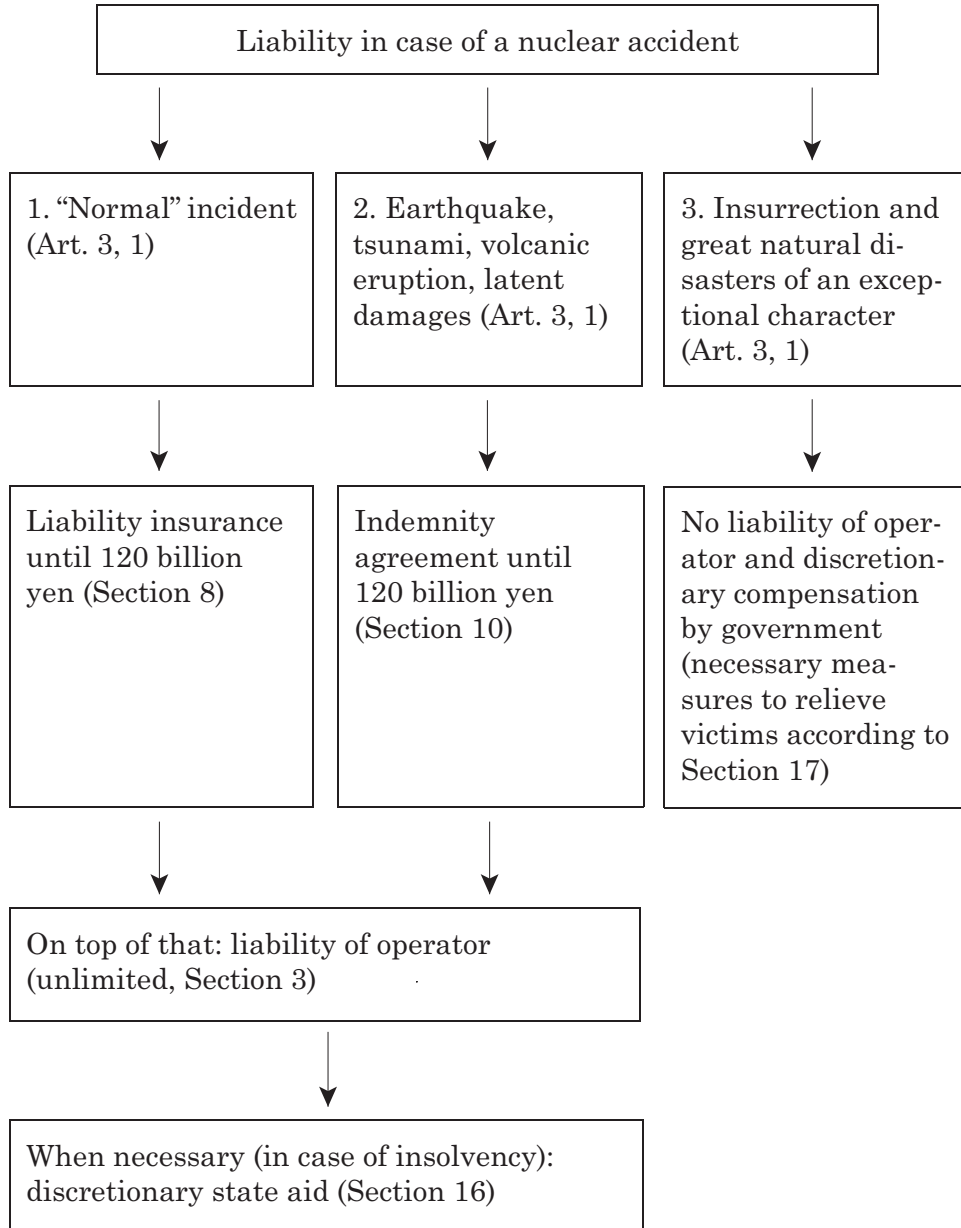 Liability in case of a nuclear accident
1. “Normal” incident
(Art. 3, 1)
2. Earthquake,
tsunami, volcanic
eruption, latent
damages (Art. 3, 1)
3. Insurrection and
great natural di-
sasters of an excep-
tional character
(Art. 3, 1)
Liability insurance
until 120 billion
yen (Section 8)
Indemnity
agreement until
120 billion yen
(Section 10)
No liability of oper-
ator and discretion-
ary compensation
by government
(necessary mea-
sures to relieve
victims according to
Section 17)
On top of that: liability of operator
(unlimited, Section 3)
When necessary (in case of insolvency):
discretionary state aid (Section 16)